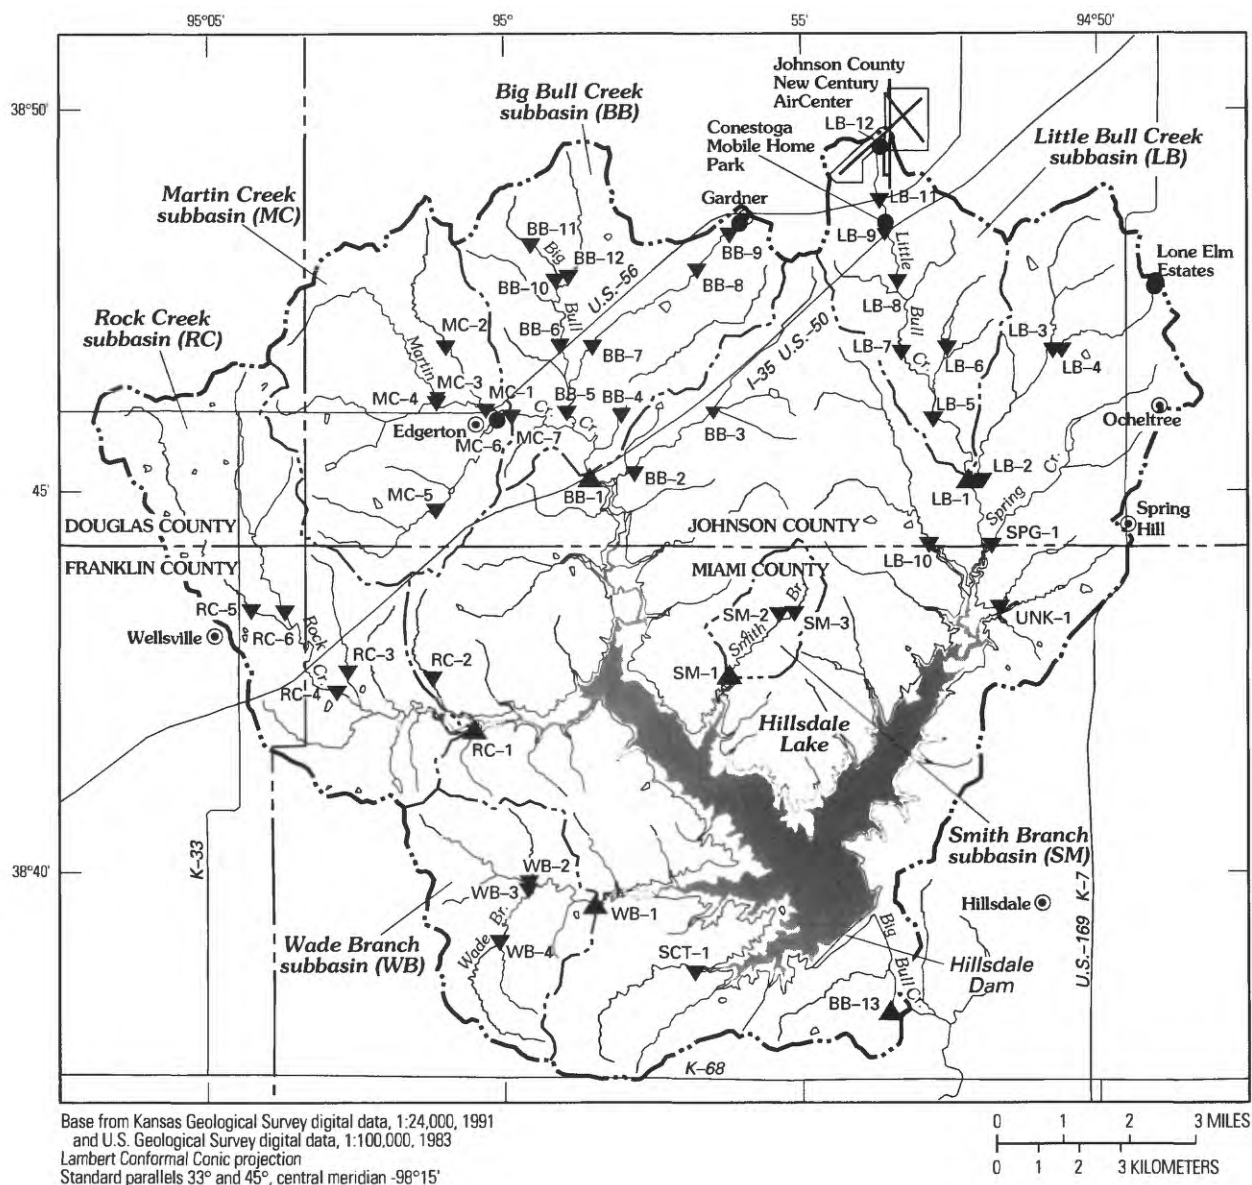 95°05'
95°
55'
94°50'
Johnson County
New Century
AirCenter
38°50'
Big Bull Creek
subbasin (BB)
LB–12
Conestoga
Mobile Home
Park
Little Bull Creek
subbasin (LB)
Martin Creek
subbasin (MC)
Gardner
LB–11
BB–11
Big
BB–12
BB–9
LB–9
Little
Lone Elm
Estates
BB–10
U.S.–56
BB–8
LB–8
Rock Creek
subbasin (RC)
MC–2
BB–6
Bull
BB–7
Bull
Cr.
LB–3
Martin
I–35 U.S.–50
LB–7
LB–6
LB–4
MC–3
MC–1
BB–5
BB–4
MC–4
Cr.
Cr.
LB–5
Edgerton
MC–6
MC–7
BB–3
Ocheltree
BB–2
LB–2
Cr.
45'
MC–5
BB–1
LB–1
Spring
Spring
Hill
DOUGLAS COUNTY
JOHNSON COUNTY
SPG–1
FRANKLIN COUNTY
MIAMI COUNTY
LB–10
RC–5
Rock
SM–2
Br.
Wellsville
RC–6
Smith
SM–3
UNK–1
RC–3
RC–2
Cr.
SM–1
RC–4
Hillsdale
Lake
RC–1
Smith Branch
subbasin (SM)
K–33
38°40'
WB–2
WB–3
WB–1
Hillsdale
K–7
Wade Br.
Big
Wade Branch
subbasin (WB)
WB–4
SCT–1
Bull Cr.
Hillsdale
Dam
U.S.–169
BB–13
K–68
Base from Kansas Geological Survey digital data, 1:24,000, 1991
and U.S. Geological Survey digital data, 1:100,000, 1983
Lambert Conformal Conic projection
Standard parallels 33° and 45°, central meridian -98°15'
0 1 2 3 MILES
0 1 2 3 KILOMETERS